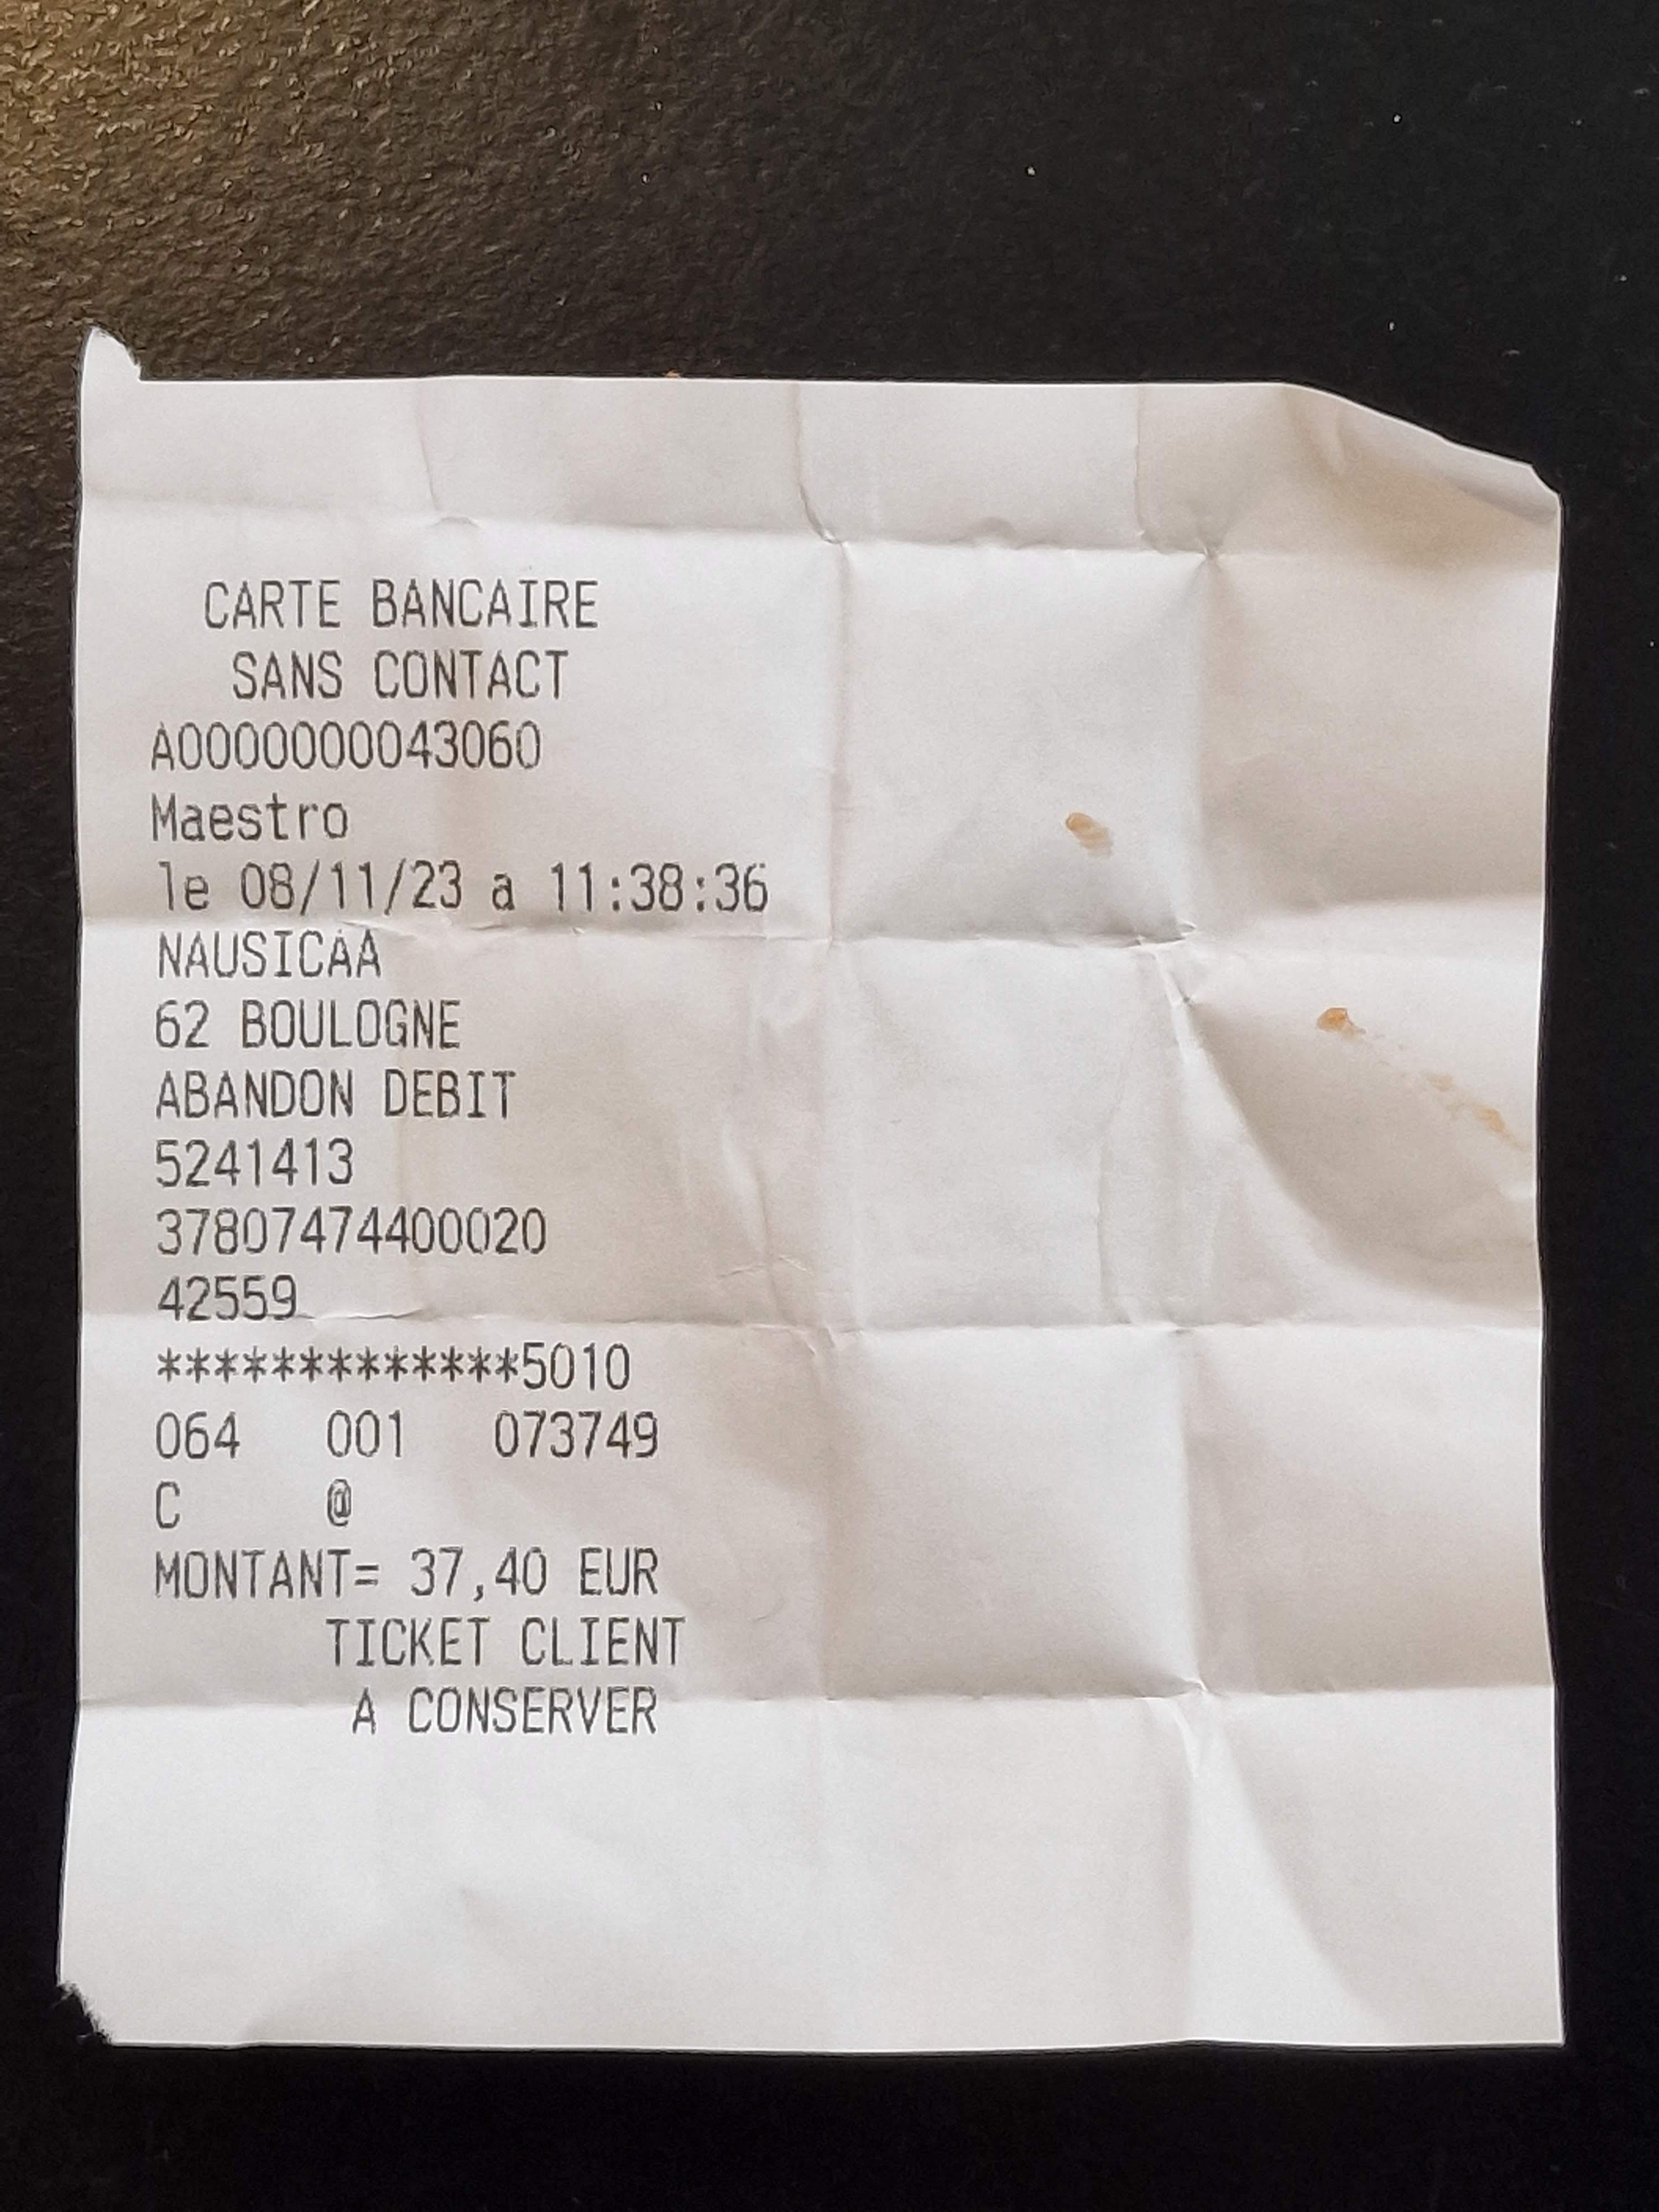 CARTE BANCAIRE
SANS CONTACT
A0000000043060
Maestro
le 08/11/23 a 11:38:36
NAUSICAA
62 BOULOGNE
ABANDON DEBIT
5241413
37807474400020
42559
*************5010
064 001 073749
C @
MONTANT= 37,40 EUR
TICKET CLIENT
A CONSERVER